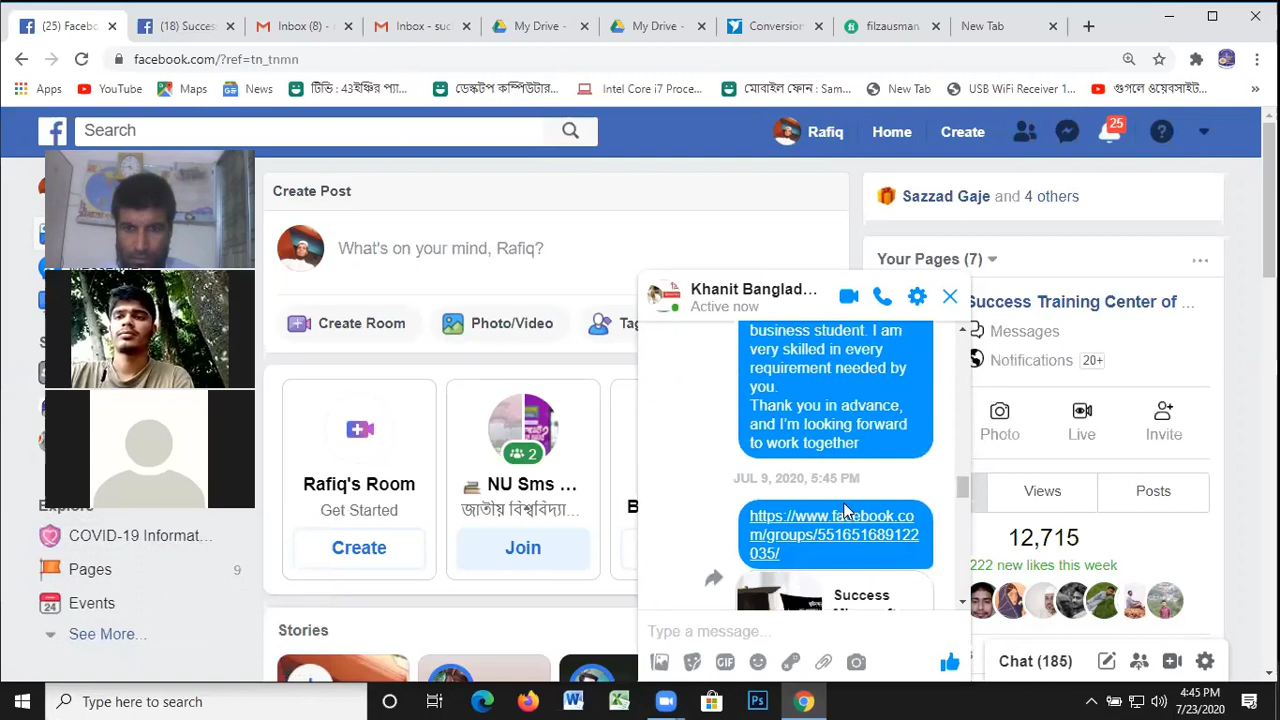 (25) Facebo
(18) Succes
Inbox (8) -
Inbox - suc
My Drive -
My Drive -
Conversion
filzausman
New Tab
facebook.com/?ref=tn_tnmn
Apps
YouTube
Maps
News
টিভি : 43ইঞ্চির প্যা...
ডেস্কটপ কম্পিউটার...
Intel Core i7 Proce...
মোবাইল ফোন : Sam...
New Tab
USB WiFi Receiver 1...
গুগলে ওয়েবসাইট...
»
Search
Rafiq
Home
Create
25
Create Post
What's on your mind, Rafiq?
Create Room
Photo/Video
Tag
Rafiq's Room
Get Started
Create
2
NU Sms ...
জাতীয় বিশ্ববিদ্যা...
Join
Stories
Explore
COVID-19 Informat...
Pages
9
Events
See More...
Khanit Banglad...
Active now
business student. I am
very skilled in every
requirement needed by
you.
Thank you in advance,
and I'm looking forward
to work together
JUL 9, 2020, 5:45 PM
https://www.facebook.co
m/groups/551651689122
035/
Success
Type a message...
GIF
Sazzad Gaje and 4 others
Your Pages (7)
Success Training Center of ...
Messages
Notifications
20+
Photo
Live
Invite
Views
Posts
12,715
222 new likes this week
Chat (185)
Type here to search
4:45 PM
7/23/2020